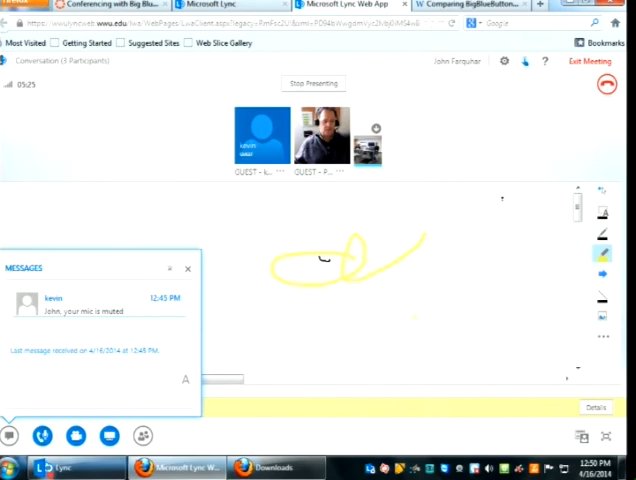 Firefox
Conferencing with Big Blu...
Microsoft Lync
Microsoft Lync Web App
Comparing BigBlueButton...
Google
Most Visited
Getting Started
Suggested Sites
Web Slice Gallery
Bookmarks
Conversation (3 Participants)
John Farquhar
?
Exit Meeting
05:25
Stop Presenting
kevin
GUEST - k...
GUEST - P...
MESSAGES
kevin
12:45 PM
John, your mic is muted
Last message received on 4/16/2014 at 12:45 PM.
A
Details
Lync
Microsoft Lync W...
Downloads
12:50 PM
4/16/2014